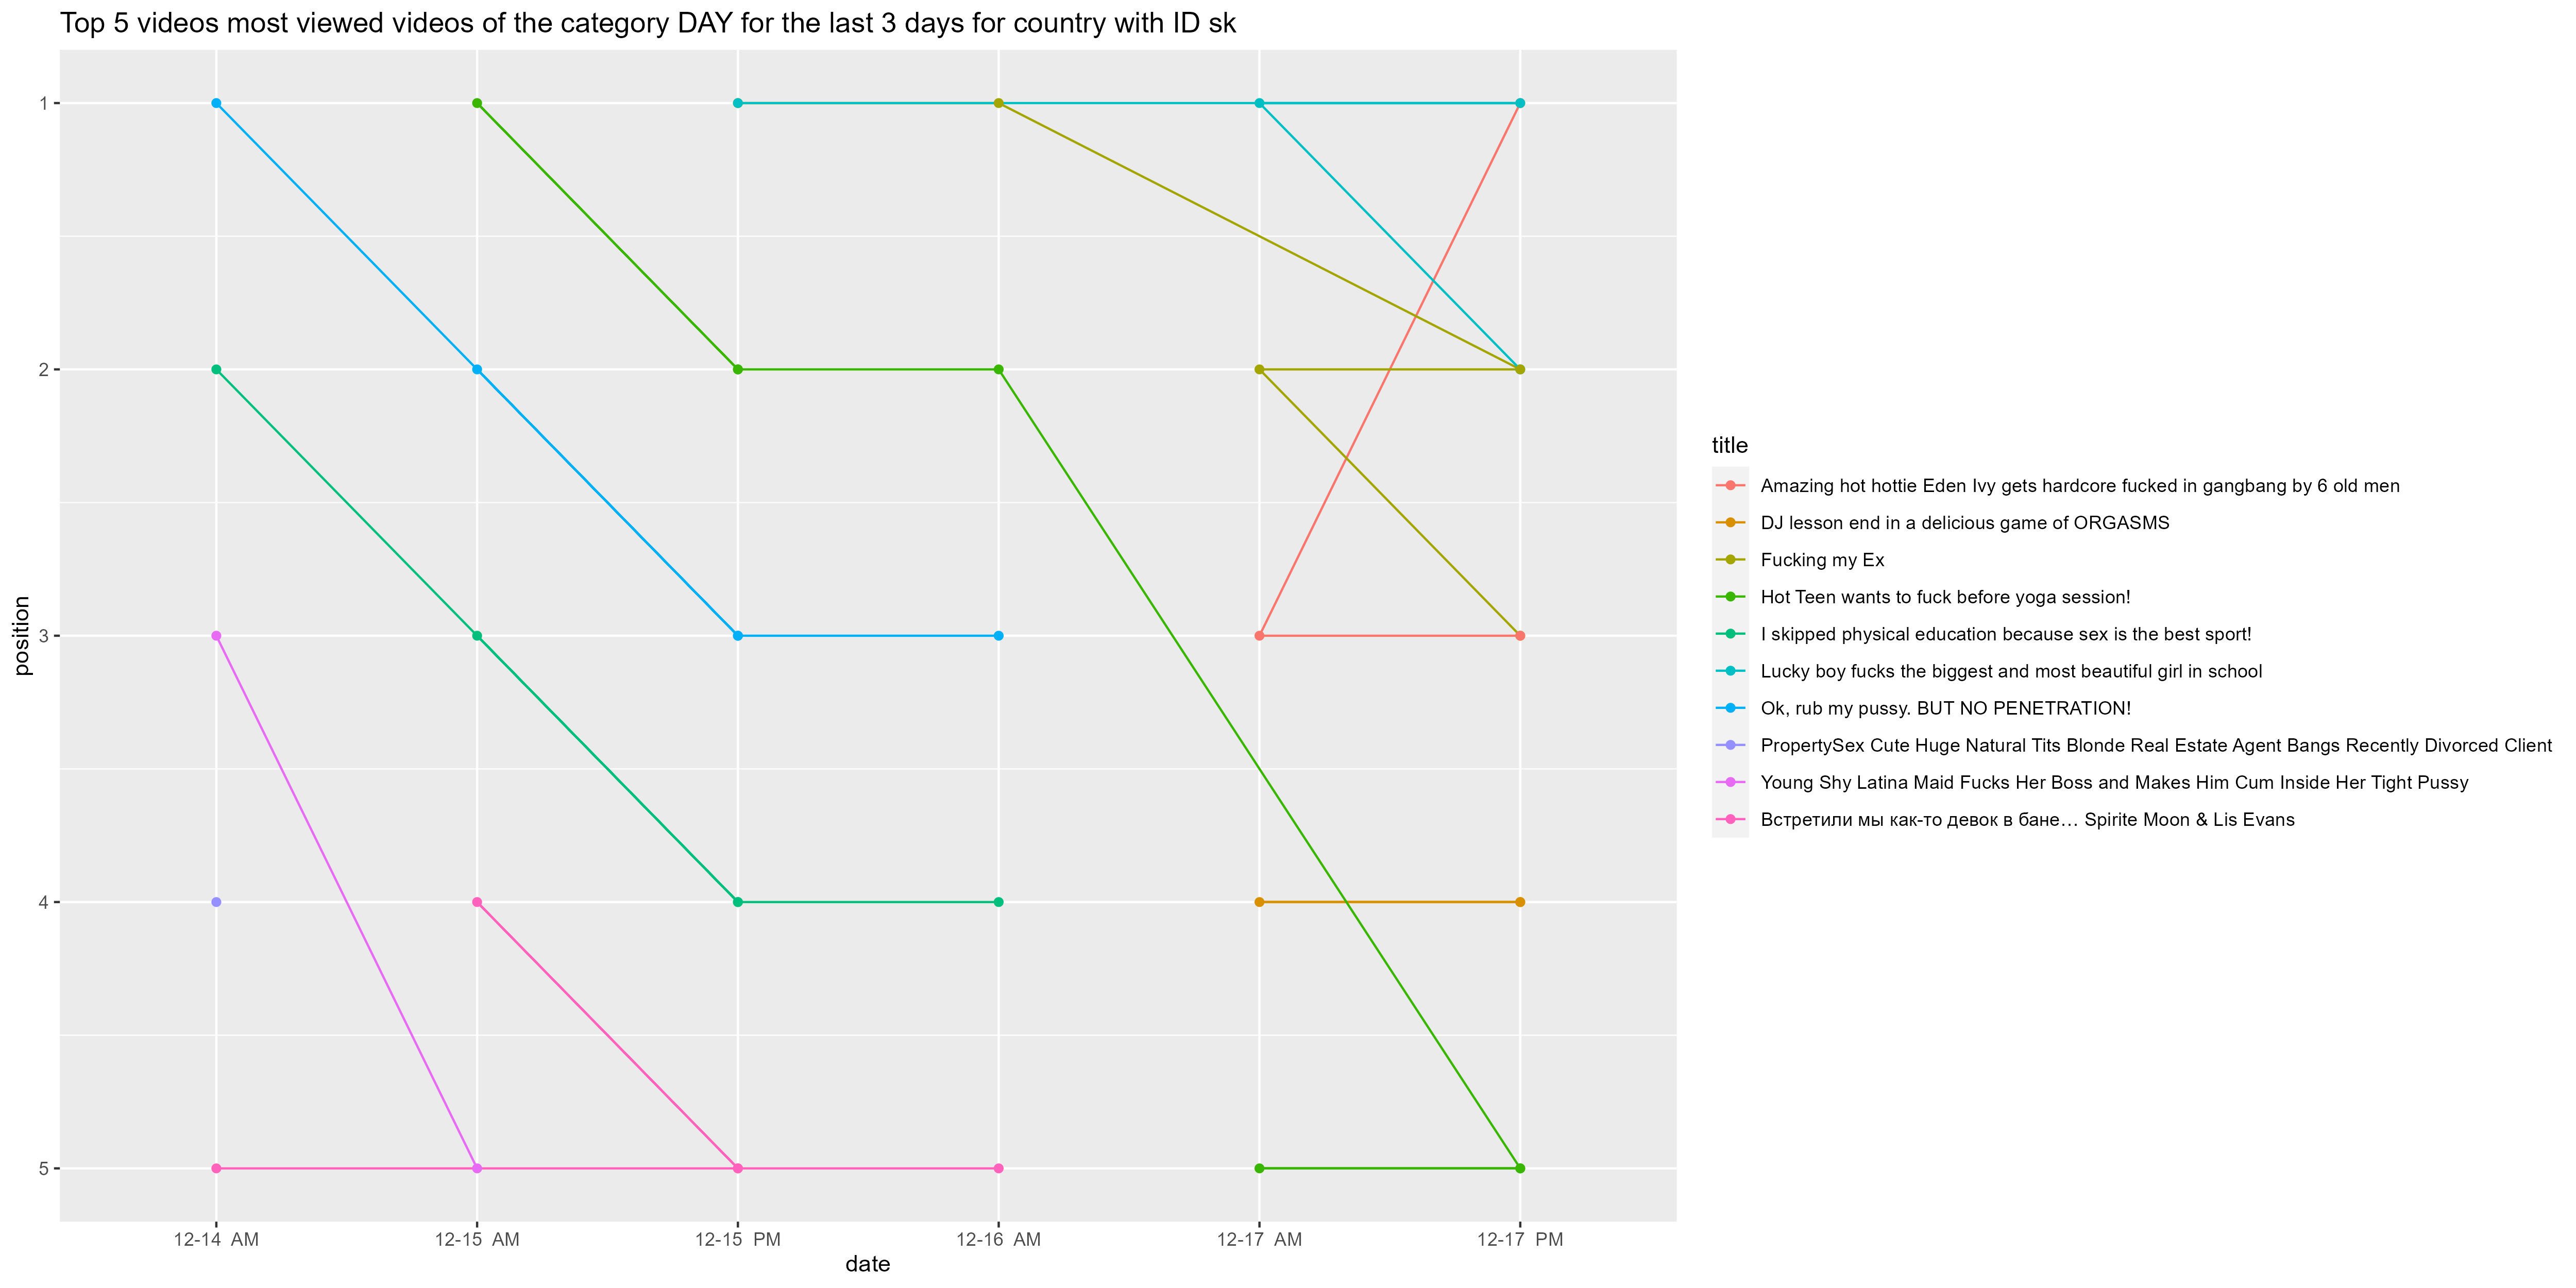 Top 5 videos most viewed videos of the category DAY for the last 3 days for country with ID sk
position
1
2
3
4
5
12-14 AM
12-15 AM
12-15 PM
12-16 AM
12-17 AM
12-17 PM
date
title
Amazing hot hottie Eden Ivy gets hardcore fucked in gangbang by 6 old men
DJ lesson end in a delicious game of ORGASMS
Fucking my Ex
Hot Teen wants to fuck before yoga session!
I skipped physical education because sex is the best sport!
Lucky boy fucks the biggest and most beautiful girl in school
Ok, rub my pussy. BUT NO PENETRATION!
PropertySex Cute Huge Natural Tits Blonde Real Estate Agent Bangs Recently Divorced Client
Young Shy Latina Maid Fucks Her Boss and Makes Him Cum Inside Her Tight Pussy
Встретили мы как-то девок в бане… Spirite Moon & Lis Evans